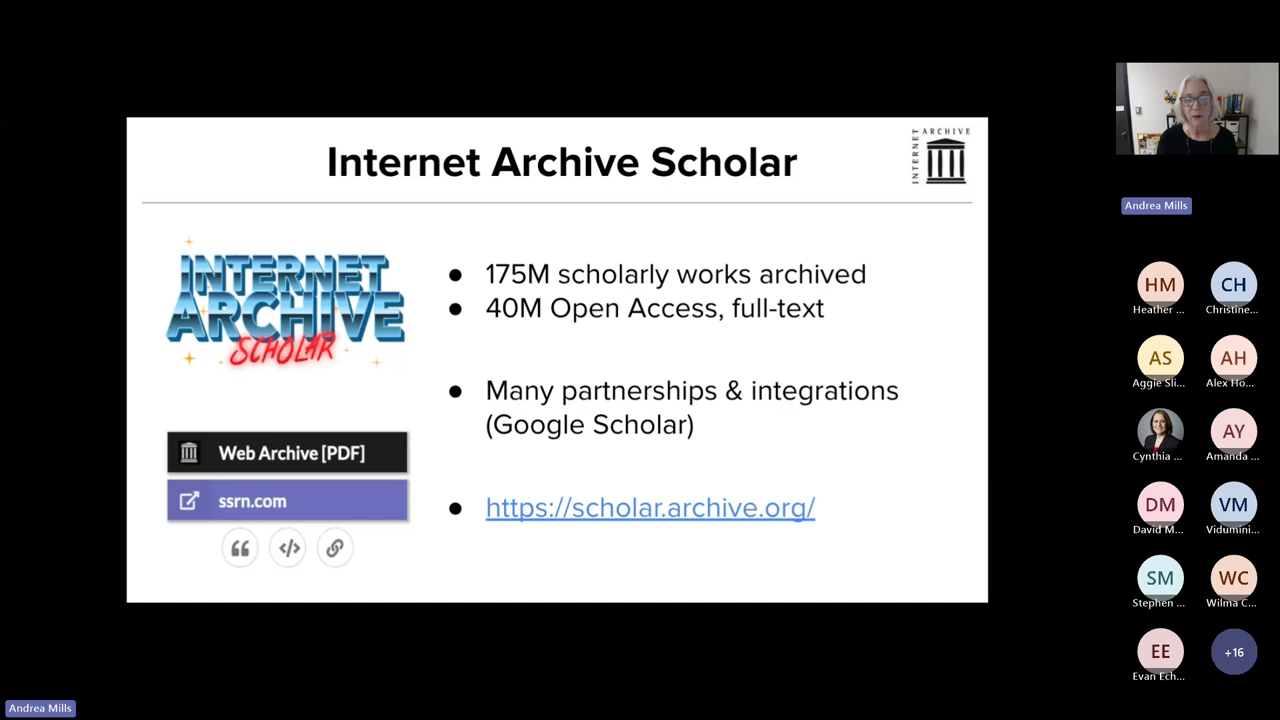 Internet Archive Scholar
INTERNET ARCHIVE
INTERNET
ARCHIVE
SCHOLAR
● 175M scholarly works archived
● 40M Open Access, full-text
● Many partnerships & integrations
(Google Scholar)
● https://scholar.archive.org/
Web Archive [PDF]
ssrn.com
Andrea Mills
HM
CH
Heather ...
Christine...
AS
AH
Aggie Sli...
Alex Ho...
AY
Cynthia ...
Amanda ...
DM
VM
David M...
Vidumini...
SM
WC
Stephen ...
Wilma C...
EE
+16
Evan Ech...
Andrea Mills